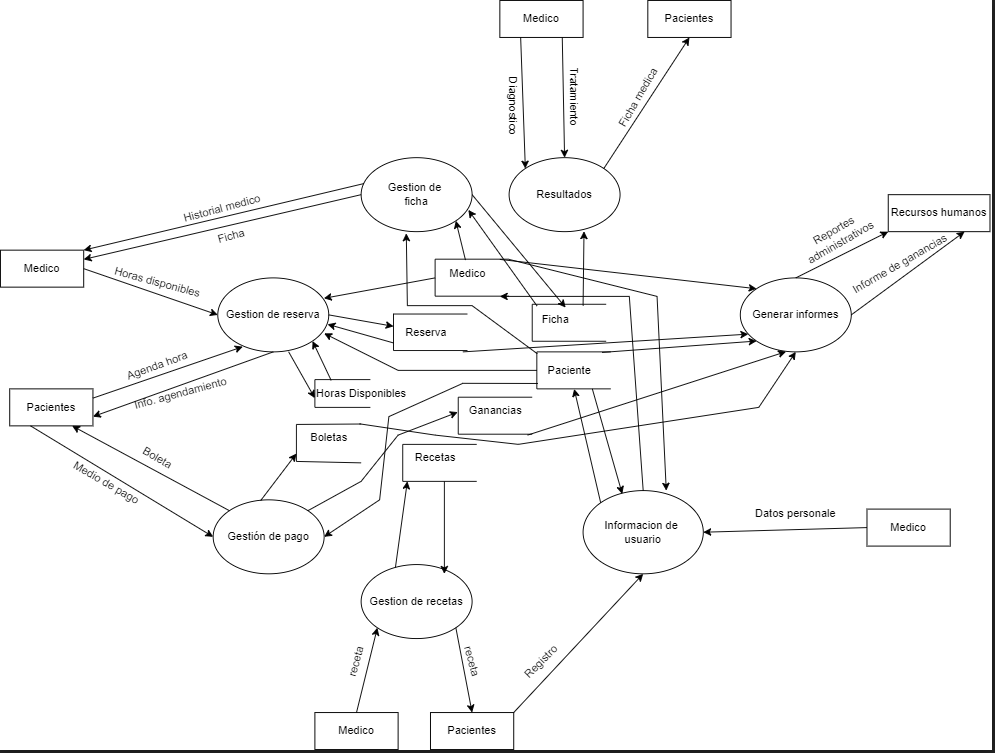 Medico
Pacientes
Diagnostico
Tratamiento
Ficha medica
Gestion de
ficha
Resultados
Historial medico
Ficha
Recursos humanos
Reportes
administrativos
Informe de ganancias
Medico
Horas disponibles
Medico
Gestion de reserva
Ficha
Generar informes
Reserva
Agenda hora
Paciente
Info. agendamiento
Horas Disponibles
Pacientes
Ganancias
Boletas
Boleta
Recetas
Medio de pago
Datos personale
Gestión de pago
Informacion de
usuario
Medico
Gestion de recetas
receta
receta
Registro
Medico
Pacientes